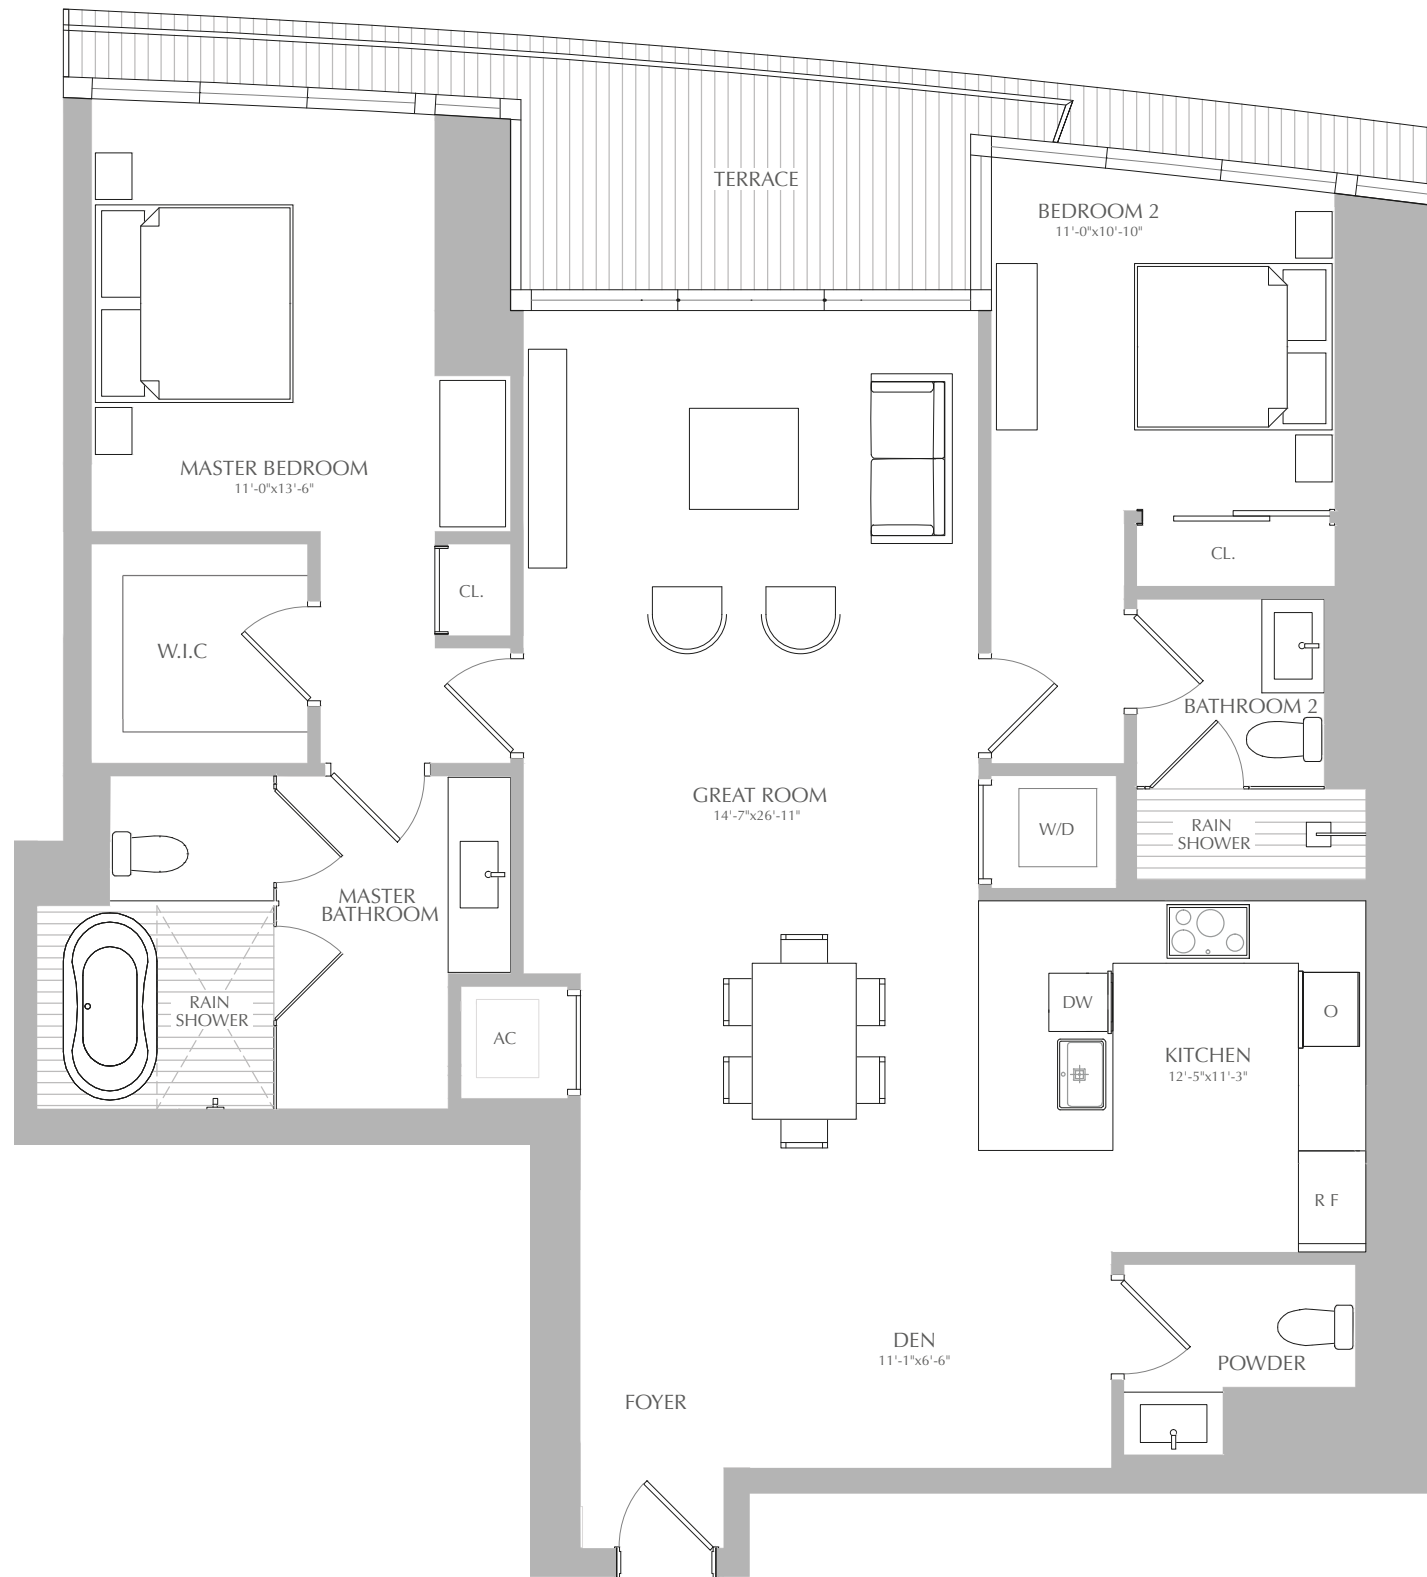 TERRACE
BEDROOM 2
11'-0"x10'-10"
MASTER BEDROOM
11'-0"x13'-6"
CL.
CL.
W.I.C
BATHROOM 2
GREAT ROOM
14'-7"x26'-11"
W/D
RAIN
SHOWER
MASTER
BATHROOM
RAIN
SHOWER
AC
DW
O
KITCHEN
12'-5"x11'-3"
R F
DEN
11'-1"x6'-6"
POWDER
FOYER